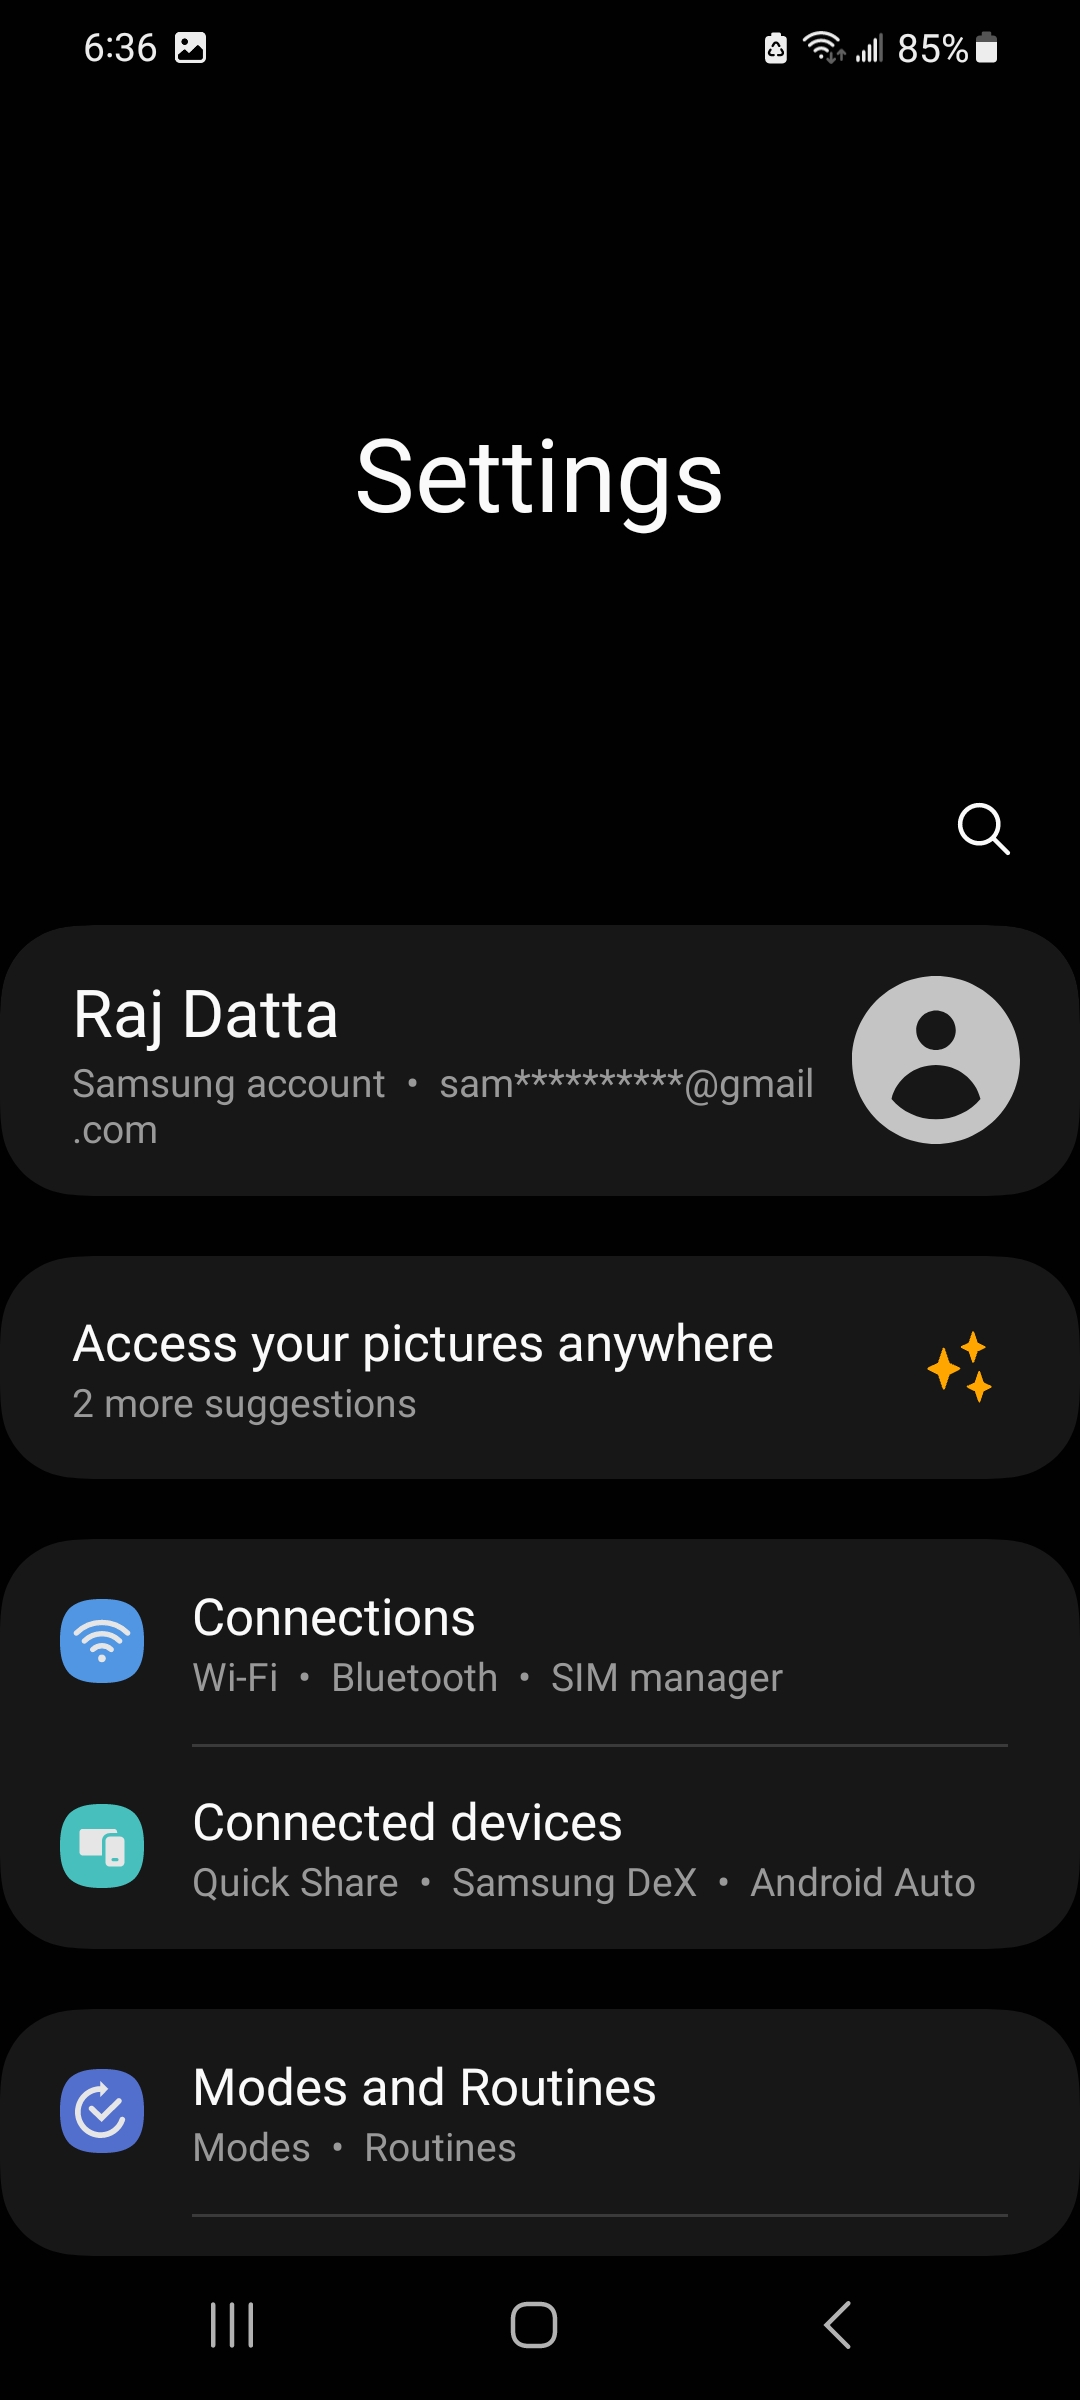 6:36 85%
Settings
Raj Datta
Samsung account • sam**********@gmail
.com
Access your pictures anywhere
2 more suggestions
Connections
Wi-Fi • Bluetooth • SIM manager
Connected devices
Quick Share • Samsung DeX • Android Auto
Modes and Routines
Modes • Routines